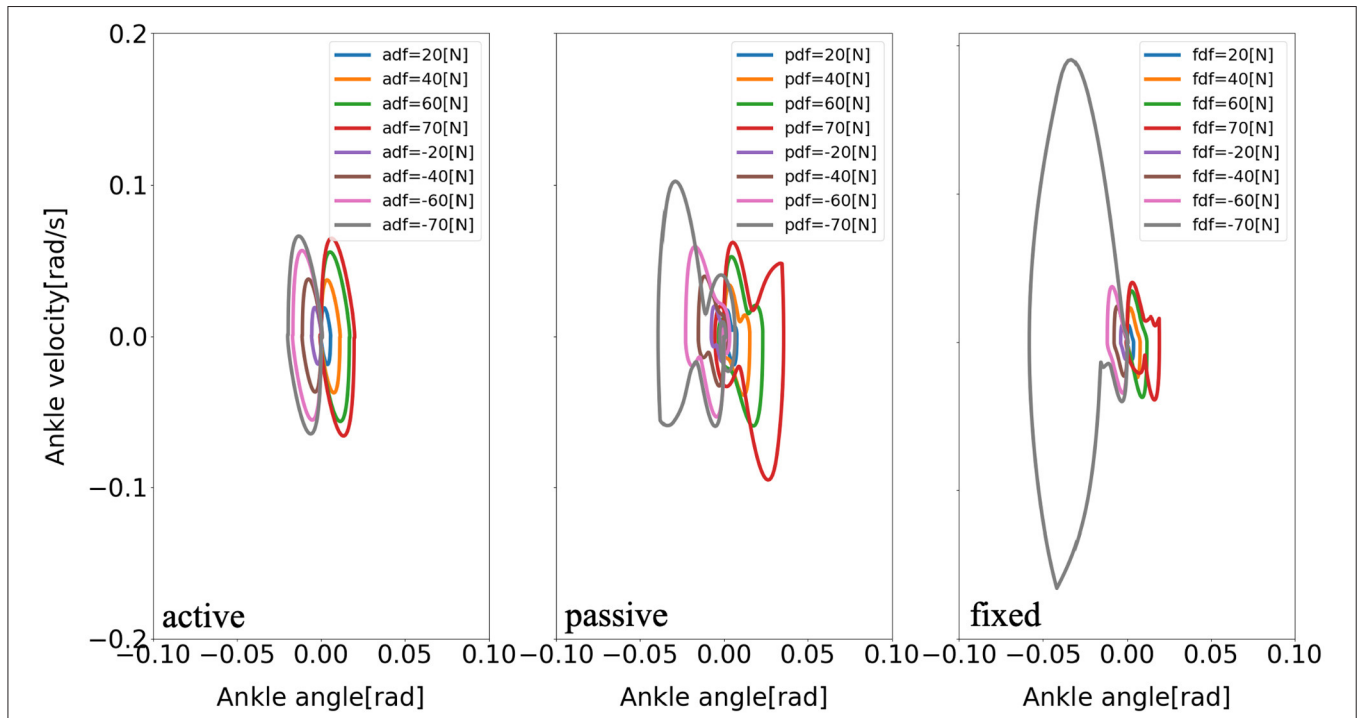 0.2
0.1
0.0
−0.1
−0.2
Ankle velocity[rad/s]
adf=20[N]
adf=40[N]
adf=60[N]
adf=70[N]
adf=-20[N]
adf=-40[N]
adf=-60[N]
adf=-70[N]
active
−0.10 −0.05 0.00 0.05 0.10
Ankle angle[rad]
pdf=20[N]
pdf=40[N]
pdf=60[N]
pdf=70[N]
pdf=-20[N]
pdf=-40[N]
pdf=-60[N]
pdf=-70[N]
passive
−0.10 −0.05 0.00 0.05 0.10
Ankle angle[rad]
fdf=20[N]
fdf=40[N]
fdf=60[N]
fdf=70[N]
fdf=-20[N]
fdf=-40[N]
fdf=-60[N]
fdf=-70[N]
fixed
−0.10 −0.05 0.00 0.05 0.10
Ankle angle[rad]